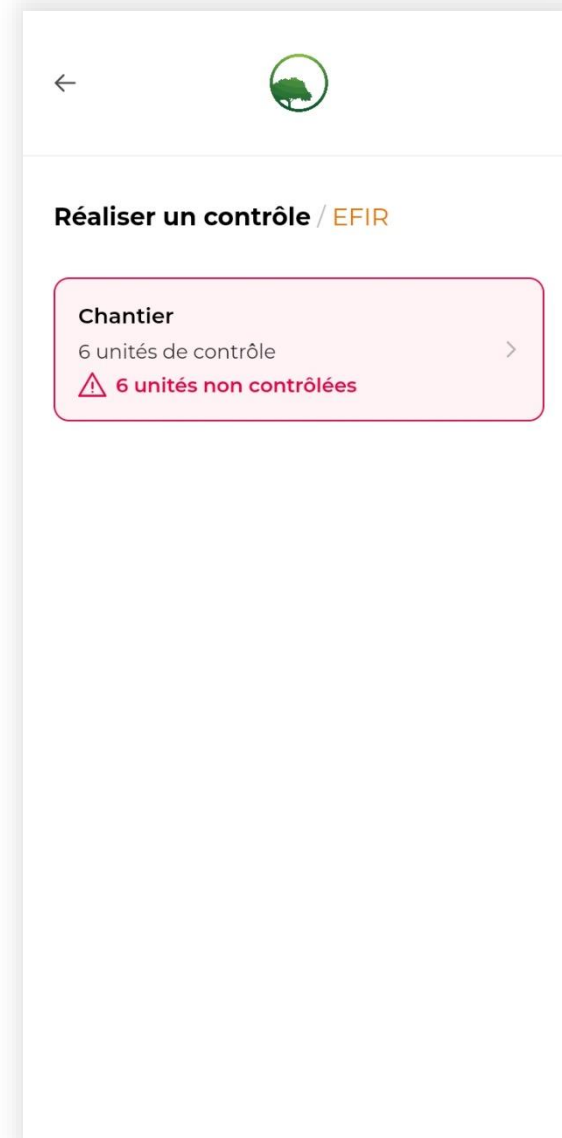 Réaliser un contrôle / EFIR
Chantier
6 unités de contrôle
6 unités non contrôlées